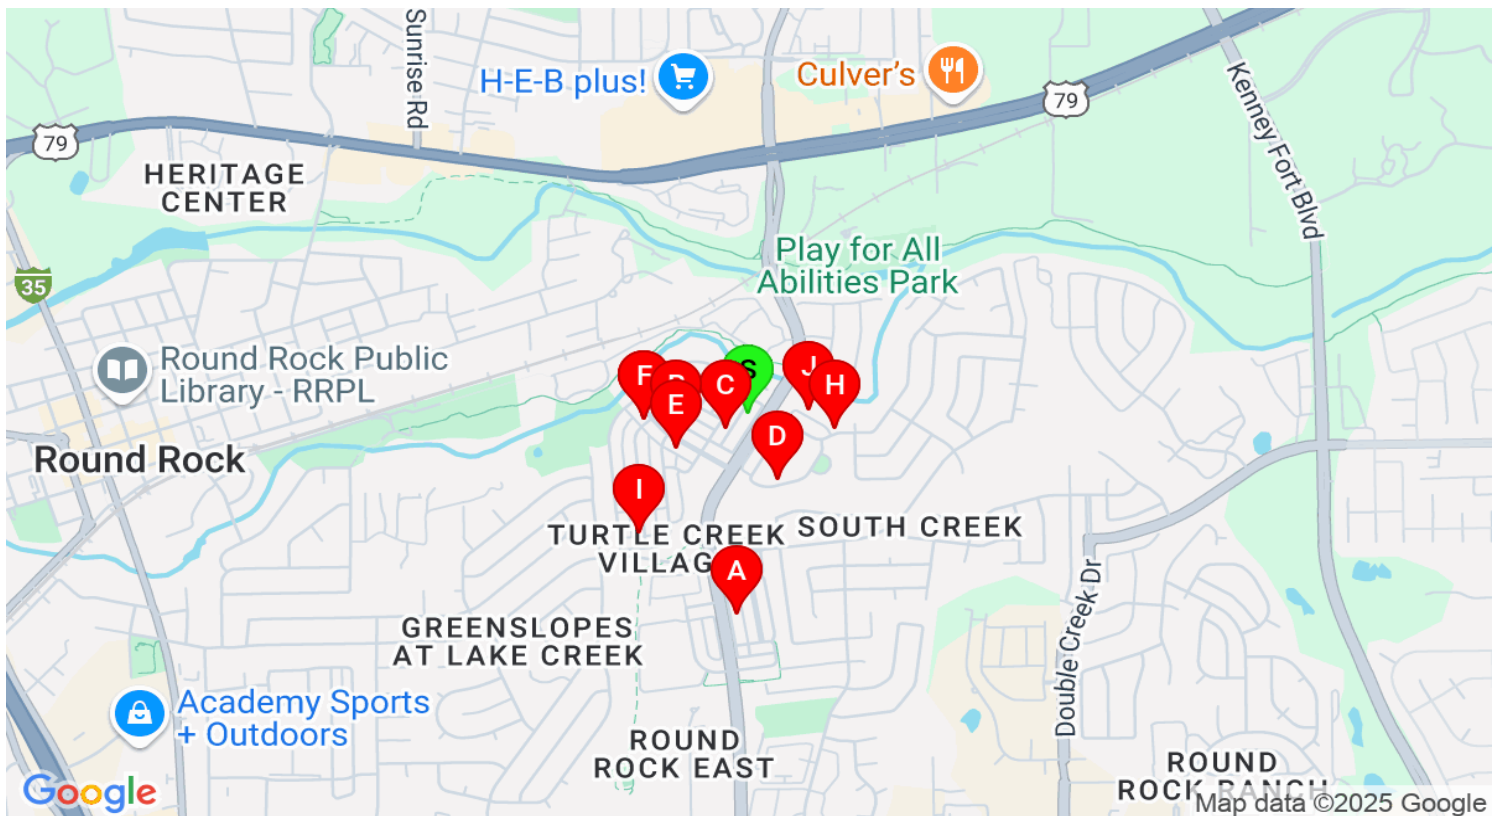 Sunrise Rd
H-E-B plus!
Culver's
79
79
Kenney Fort Blvd
HERITAGE
CENTER
Play for All
Abilities Park
35
Round Rock Public
Library - RRPL
S
F
C
J
H
E
D
Round Rock
I
TURTLE CREEK
VILLAG
SOUTH CREEK
A
Double Creek Dr
GREENSLOPES
AT LAKE CREEK
Academy Sports
+ Outdoors
ROUND
ROCK EAST
ROUND
ROCK RANCH
Google
Map data ©2025 Google